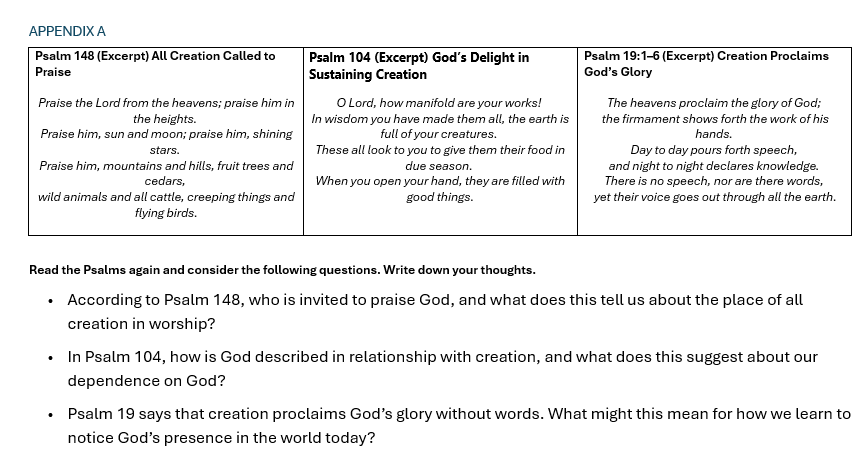 APPENDIX A
Psalm 148 (Excerpt) All Creation Called to
Praise
Praise the Lord from the heavens; praise him in
the heights.
Praise him, sun and moon; praise him, shining
stars.
Praise him, mountains and hills, fruit trees and
cedars,
wild animals and all cattle, creeping things and
flying birds.
Psalm 104 (Excerpt) God's Delight in
Sustaining Creation
O Lord, how manifold are your works!
In wisdom you have made them all, the earth is
full of your creatures.
These all look to you to give them their food in
due season.
When you open your hand, they are filled with
good things.
Psalm 19:1–6 (Excerpt) Creation Proclaims
God's Glory
The heavens proclaim the glory of God;
the firmament shows forth the work of his
hands.
Day to day pours forth speech,
and night to night declares knowledge.
There is no speech, nor are there words,
yet their voice goes out through all the earth.
Read the Psalms again and consider the following questions. Write down your thoughts.
• According to Psalm 148, who is invited to praise God, and what does this tell us about the place of all
creation in worship?
• In Psalm 104, how is God described in relationship with creation, and what does this suggest about our
dependence on God?
• Psalm 19 says that creation proclaims God's glory without words. What might this mean for how we learn to
notice God's presence in the world today?